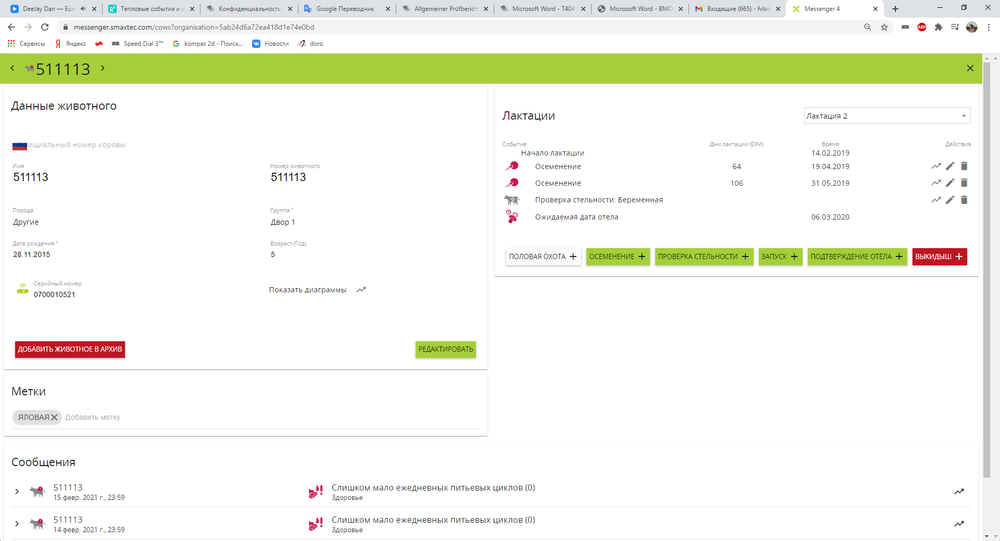 DeeJay Dan — Euro
Тепловые события и с
Конфиденциальность
Google Переводчик
Allgemeiner Prüfbericht
Microsoft Word - T404
Microsoft Word - BMO
Входящие (665) - fvlad
Messenger 4
messenger.smaxtec.com/cows?organisation=5ab24d6a72ea418d1e74e0bd
ABP
Сервисы
Яндекс
Speed Dial 3™
kompas 2d - Поиск...
Новости
doro
511113
Данные животного
Официальный номер коровы
Имя
511113
Номер животного
511113
Порода
Другие
Группа *
Двор 1
Дата рождения *
28.11.2015
Возраст (Год)
5
Серийный номер
0700010521
Показать диаграммы
ДОБАВИТЬ ЖИВОТНОЕ В АРХИВ
РЕДАКТИРОВАТЬ
Лактации
Лактация 2
Событие Дни лактации (DIM) Время Действия
Начало лактации 14.02.2019
Осеменение 64 19.04.2019
Осеменение 106 31.05.2019
Проверка стельности: Беременная
Ожидаемая дата отела 06.03.2020
ПОЛОВАЯ ОХОТА +
ОСЕМЕНЕНИЕ +
ПРОВЕРКА СТЕЛЬНОСТИ +
ЗАПУСК +
ПОДТВЕРЖДЕНИЕ ОТЁЛА +
ВЫКИДЫШ +
Метки
ЯЛОВАЯ
Добавить метку
Сообщения
511113
15 февр. 2021 г., 23:59
Слишком мало ежедневных питьевых циклов (0)
Здоровье
511113
14 февр. 2021 г., 23:59
Слишком мало ежедневных питьевых циклов (0)
Здоровье